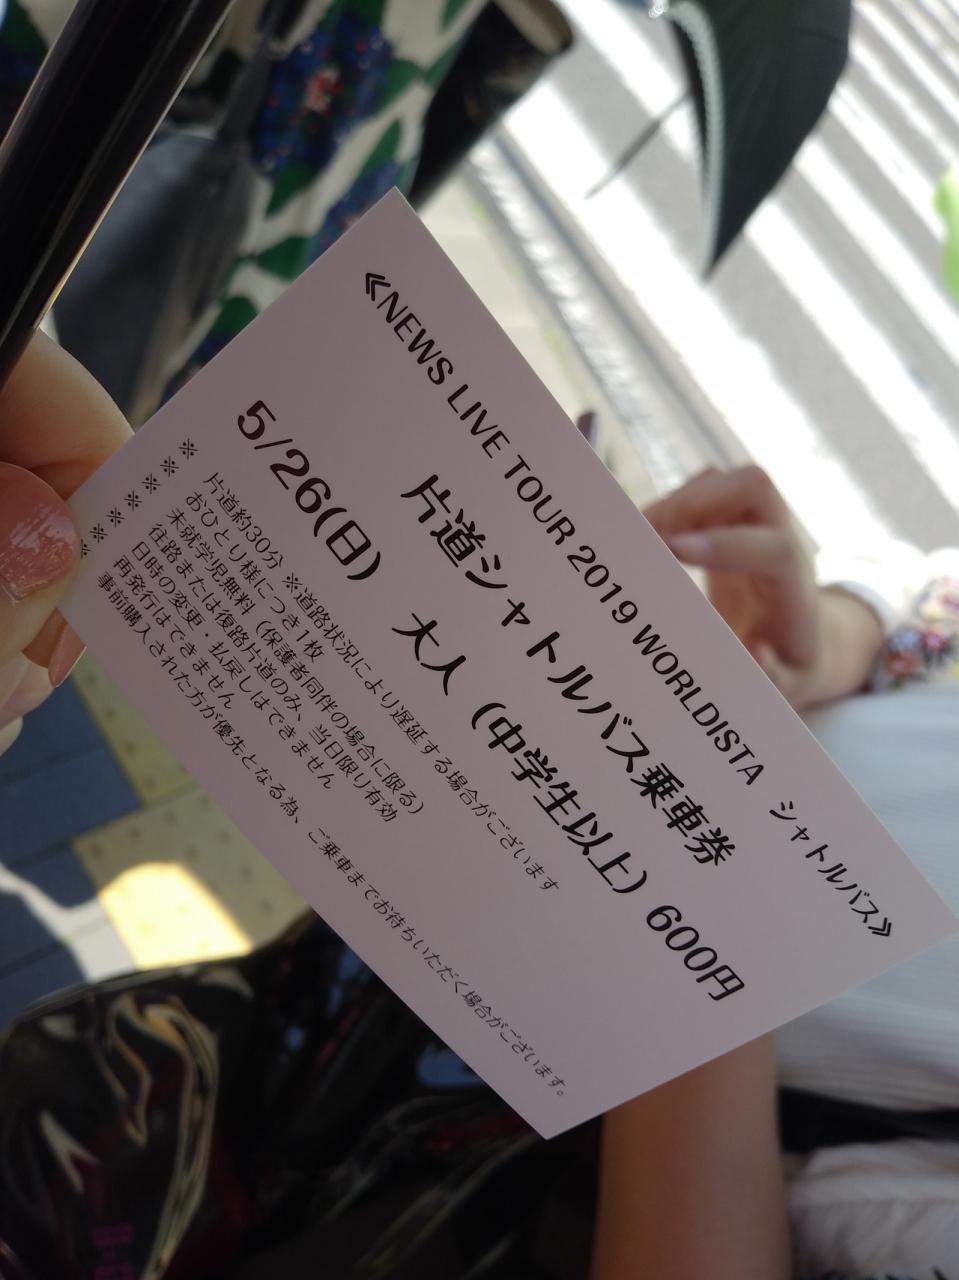 ≪NEWS LIVE TOUR 2019 WORLDISTA シャトルバス≫
片道シャトルバス乗車券
5/26(日) 大人（中学生以上）600円
※ 片道約30分 ※道路状況により遅延する場合がございます
※ おひとり様につき1枚
※ 未就学児無料（保護者同伴の場合に限る）
往路または復路片道のみ、当日限り有効
※ 日時の変更・払戻しはできません
※ 再発行はできません
事前購入された方が優先となる為、ご乗車までお待ちいただく場合がございます。